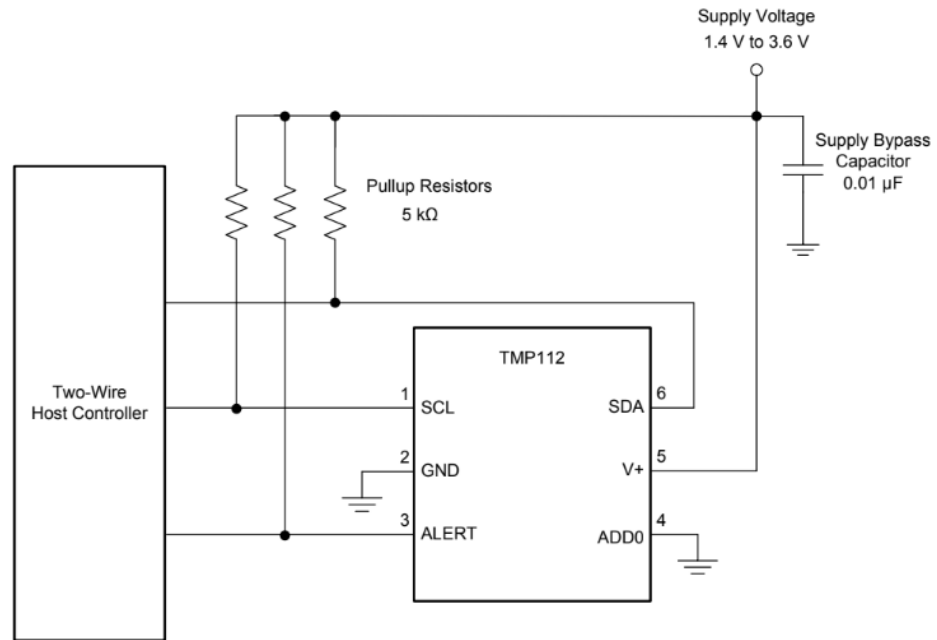 Supply Voltage
1.4 V to 3.6 V
Supply Bypass
Capacitor
0.01 µF
Pullup Resistors
5 kΩ
Two-Wire
Host Controller
TMP112
1
SCL
SDA
6
2
GND
V+
5
3
ALERT
ADD0
4